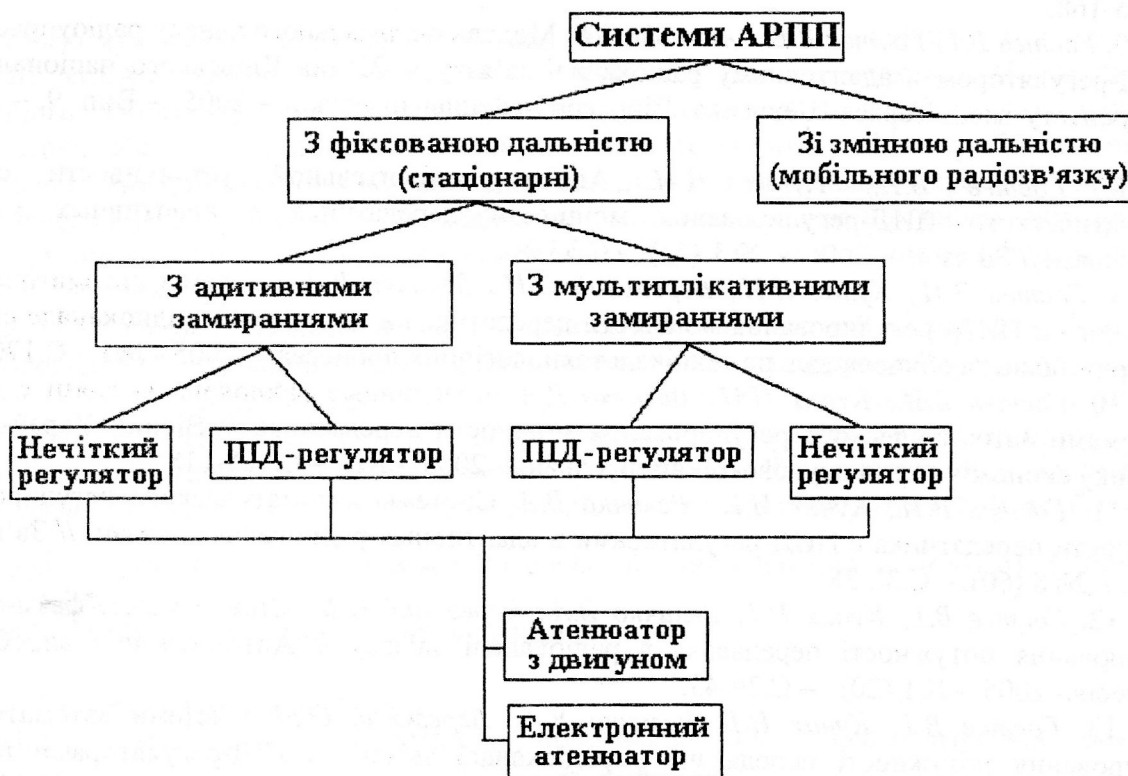 Системи АРПП
З фіксованою дальністю
(стаціонарні)
Зі змінною дальністю
(мобільного радіозв'язку)
З адитивними
замираннями
З мультиплікативними
замираннями
Нечіткий
регулятор
ПІД-регулятор
ПІД-регулятор
Нечіткий
регулятор
Атенюатор
з двигуном
Електронний
атенюатор